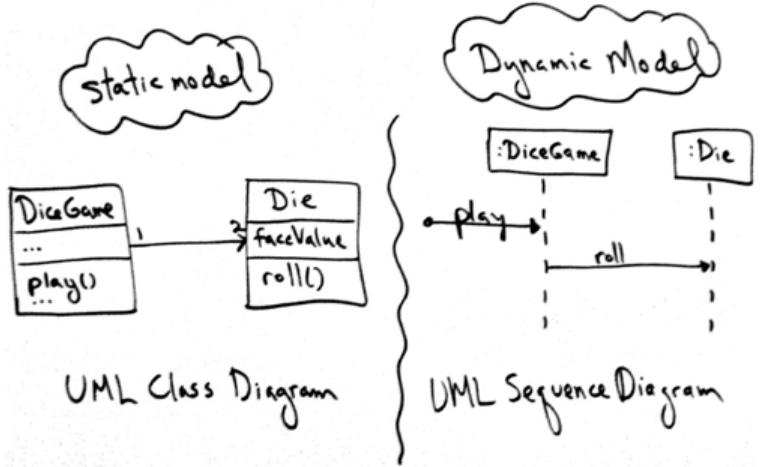 static model
DiceGame
...
play()
...
1
2
Die
faceValue
roll()
UML Class Diagram
Dynamic Model
:DiceGame
:Die
play
roll
UML Sequence Diagram